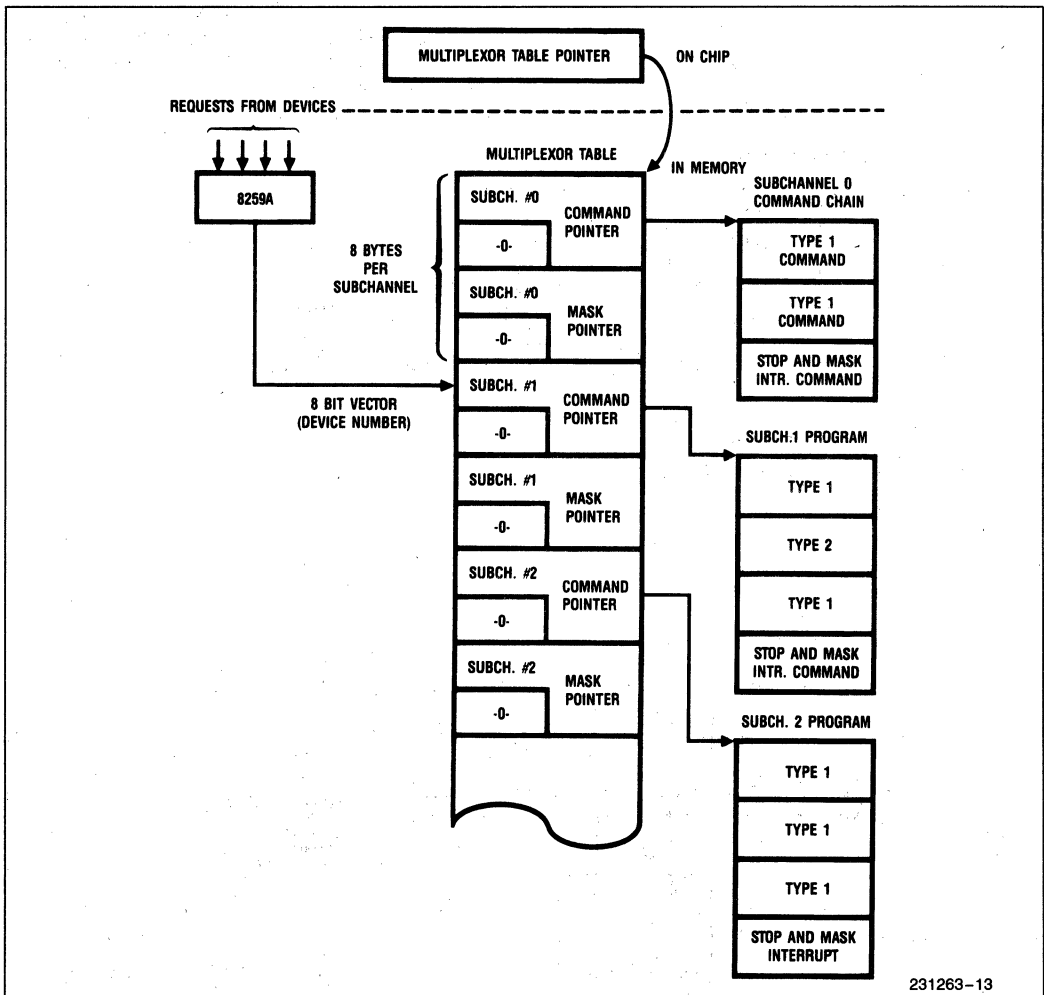 MULTIPLEXOR TABLE POINTER
ON CHIP
REQUESTS FROM DEVICES
8259A
MULTIPLEXOR TABLE
IN MEMORY
8 BYTES
PER
SUBCHANNEL
SUBCH. #0
COMMAND
POINTER
-0-
SUBCH. #0
MASK
POINTER
-0-
8 BIT VECTOR
(DEVICE NUMBER)
SUBCH. #1
COMMAND
POINTER
-0-
SUBCH. #1
MASK
POINTER
-0-
SUBCH. #2
COMMAND
POINTER
-0-
SUBCH. #2
MASK
POINTER
-0-
SUBCHANNEL 0
COMMAND CHAIN
TYPE 1
COMMAND
TYPE 1
COMMAND
STOP AND MASK
INTR. COMMAND
SUBCH.1 PROGRAM
TYPE 1
TYPE 2
TYPE 1
STOP AND MASK
INTR. COMMAND
SUBCH. 2 PROGRAM
TYPE 1
TYPE 1
TYPE 1
STOP AND MASK
INTERRUPT
231263–13